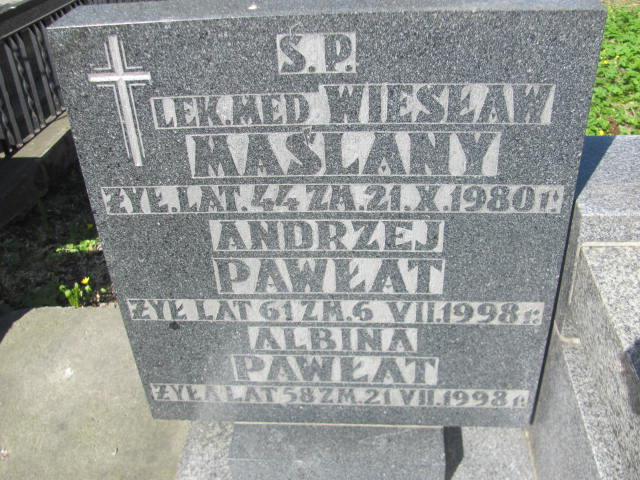 Ś.P.
LEK.MED WIESŁAW
MAŚLANY
ŻYŁ.LAT.44 ZM.21.X.1980 r.
ANDRZEJ
PAWŁAT
ŻYŁ LAT 61 ZM.6 VII.1998 r.
ALBINA
PAWŁAT
ŻYŁA LAT 58 ZM.21 VII.1998 r.